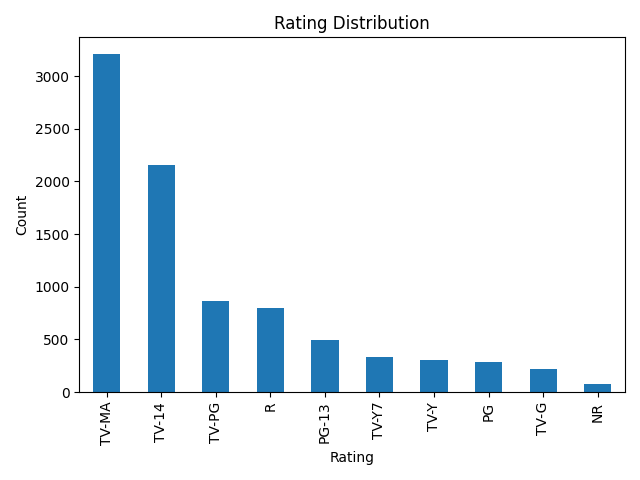 Rating Distribution
Count
3000
2500
2000
1500
1000
500
0
TV-MA
TV-14
TV-PG
R
PG-13
TV-Y7
TV-Y
PG
TV-G
NR
Rating